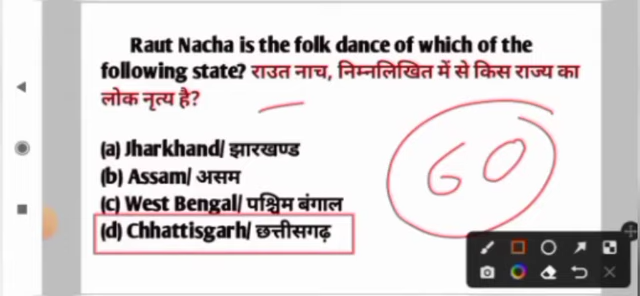 Raut Nacha is the folk dance of which of the
following state? राउत नाच, निम्नलिखित में से किस राज्य का
लोक नृत्य है?
60
(a) Jharkhand/ झारखण्ड
(b) Assam/ असम
(c) West Bengal/ पश्चिम बंगाल
(d) Chhattisgarh/ छत्तीसगढ़